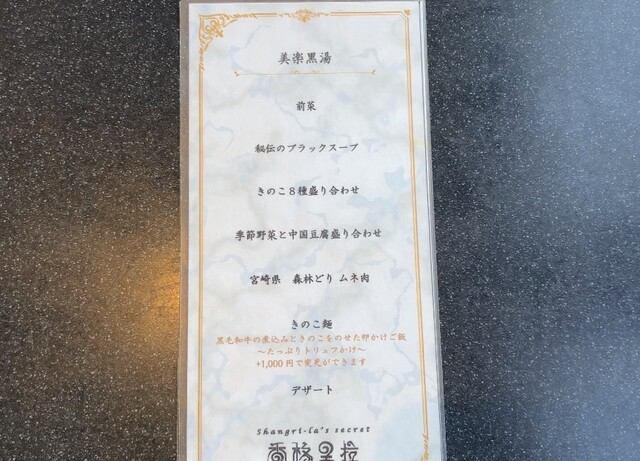 美楽黒湯
前菜
秘伝のブラックスープ
きのこ8種盛り合わせ
季節野菜と中国豆腐盛り合わせ
宮崎県 森林どり ムネ肉
きのこ麺
黒毛和牛の煮込みときのこをのせた卵かけご飯
～たっぷりトリュフかけ～
+1,000円で変更ができます
デザート
Shangri-la's secret
香格里拉